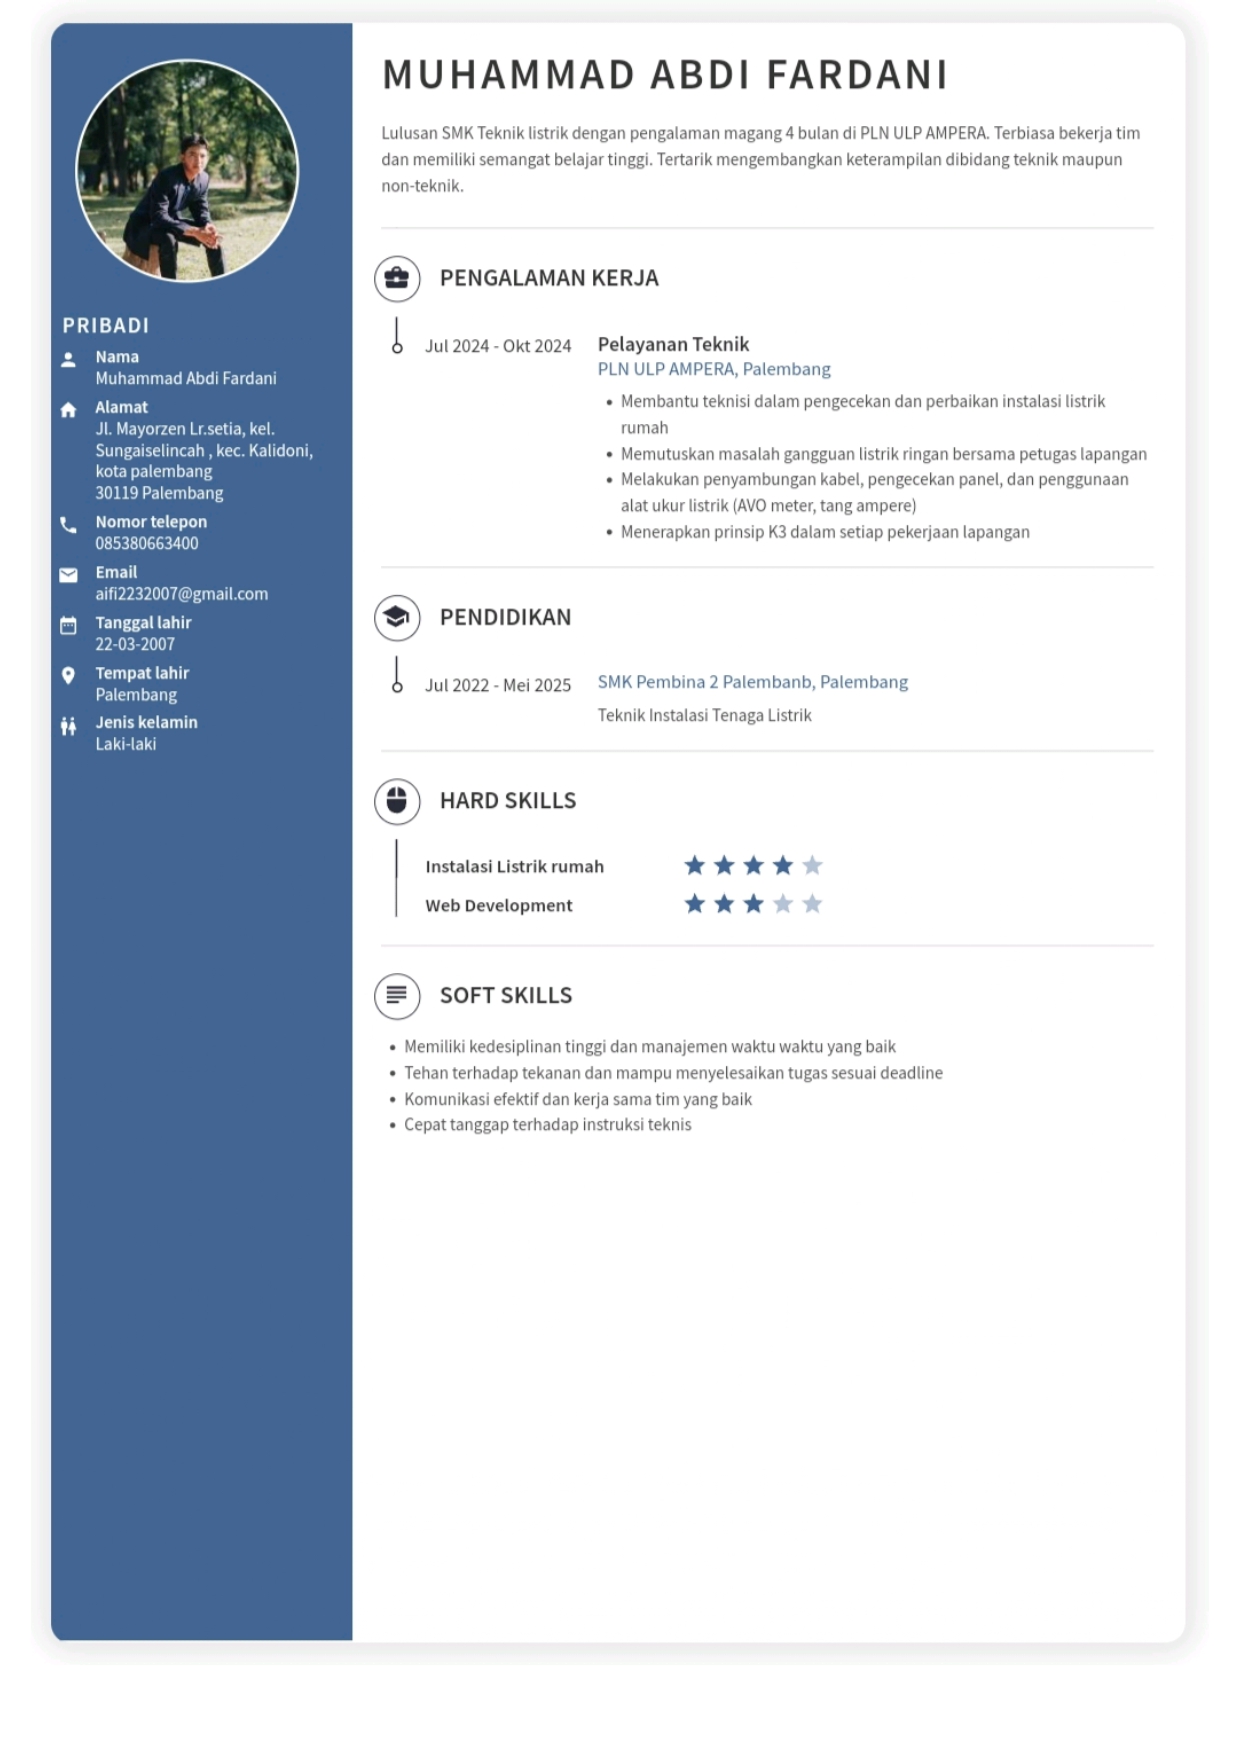 MUHAMMAD ABDI FARDANI
Lulusan SMK Teknik listrik dengan pengalaman magang 4 bulan di PLN ULP AMPERA. Terbiasa bekerja tim
dan memiliki semangat belajar tinggi. Tertarik mengembangkan keterampilan dibidang teknik maupun
non-teknik.
PRIBADI
Nama
Muhammad Abdi Fardani
Alamat
Jl. Mayorzen Lr.setia, kel.
Sungaiselincah , kec. Kalidoni,
kota palembang
30119 Palembang
Nomor telepon
085380663400
Email
aifi2232007@gmail.com
Tanggal lahir
22-03-2007
Tempat lahir
Palembang
Jenis kelamin
Laki-laki
PENGALAMAN KERJA
Jul 2024 - Okt 2024
Pelayanan Teknik
PLN ULP AMPERA, Palembang
• Membantu teknisi dalam pengecekan dan perbaikan instalasi listrik
rumah
• Memutuskan masalah gangguan listrik ringan bersama petugas lapangan
• Melakukan penyambungan kabel, pengecekan panel, dan penggunaan
alat ukur listrik (AVO meter, tang ampere)
• Menerapkan prinsip K3 dalam setiap pekerjaan lapangan
PENDIDIKAN
Jul 2022 - Mei 2025
SMK Pembina 2 Palembanb, Palembang
Teknik Instalasi Tenaga Listrik
HARD SKILLS
Instalasi Listrik rumah
Web Development
SOFT SKILLS
• Memiliki kedesiplinan tinggi dan manajemen waktu waktu yang baik
• Tehan terhadap tekanan dan mampu menyelesaikan tugas sesuai deadline
• Komunikasi efektif dan kerja sama tim yang baik
• Cepat tanggap terhadap instruksi teknis